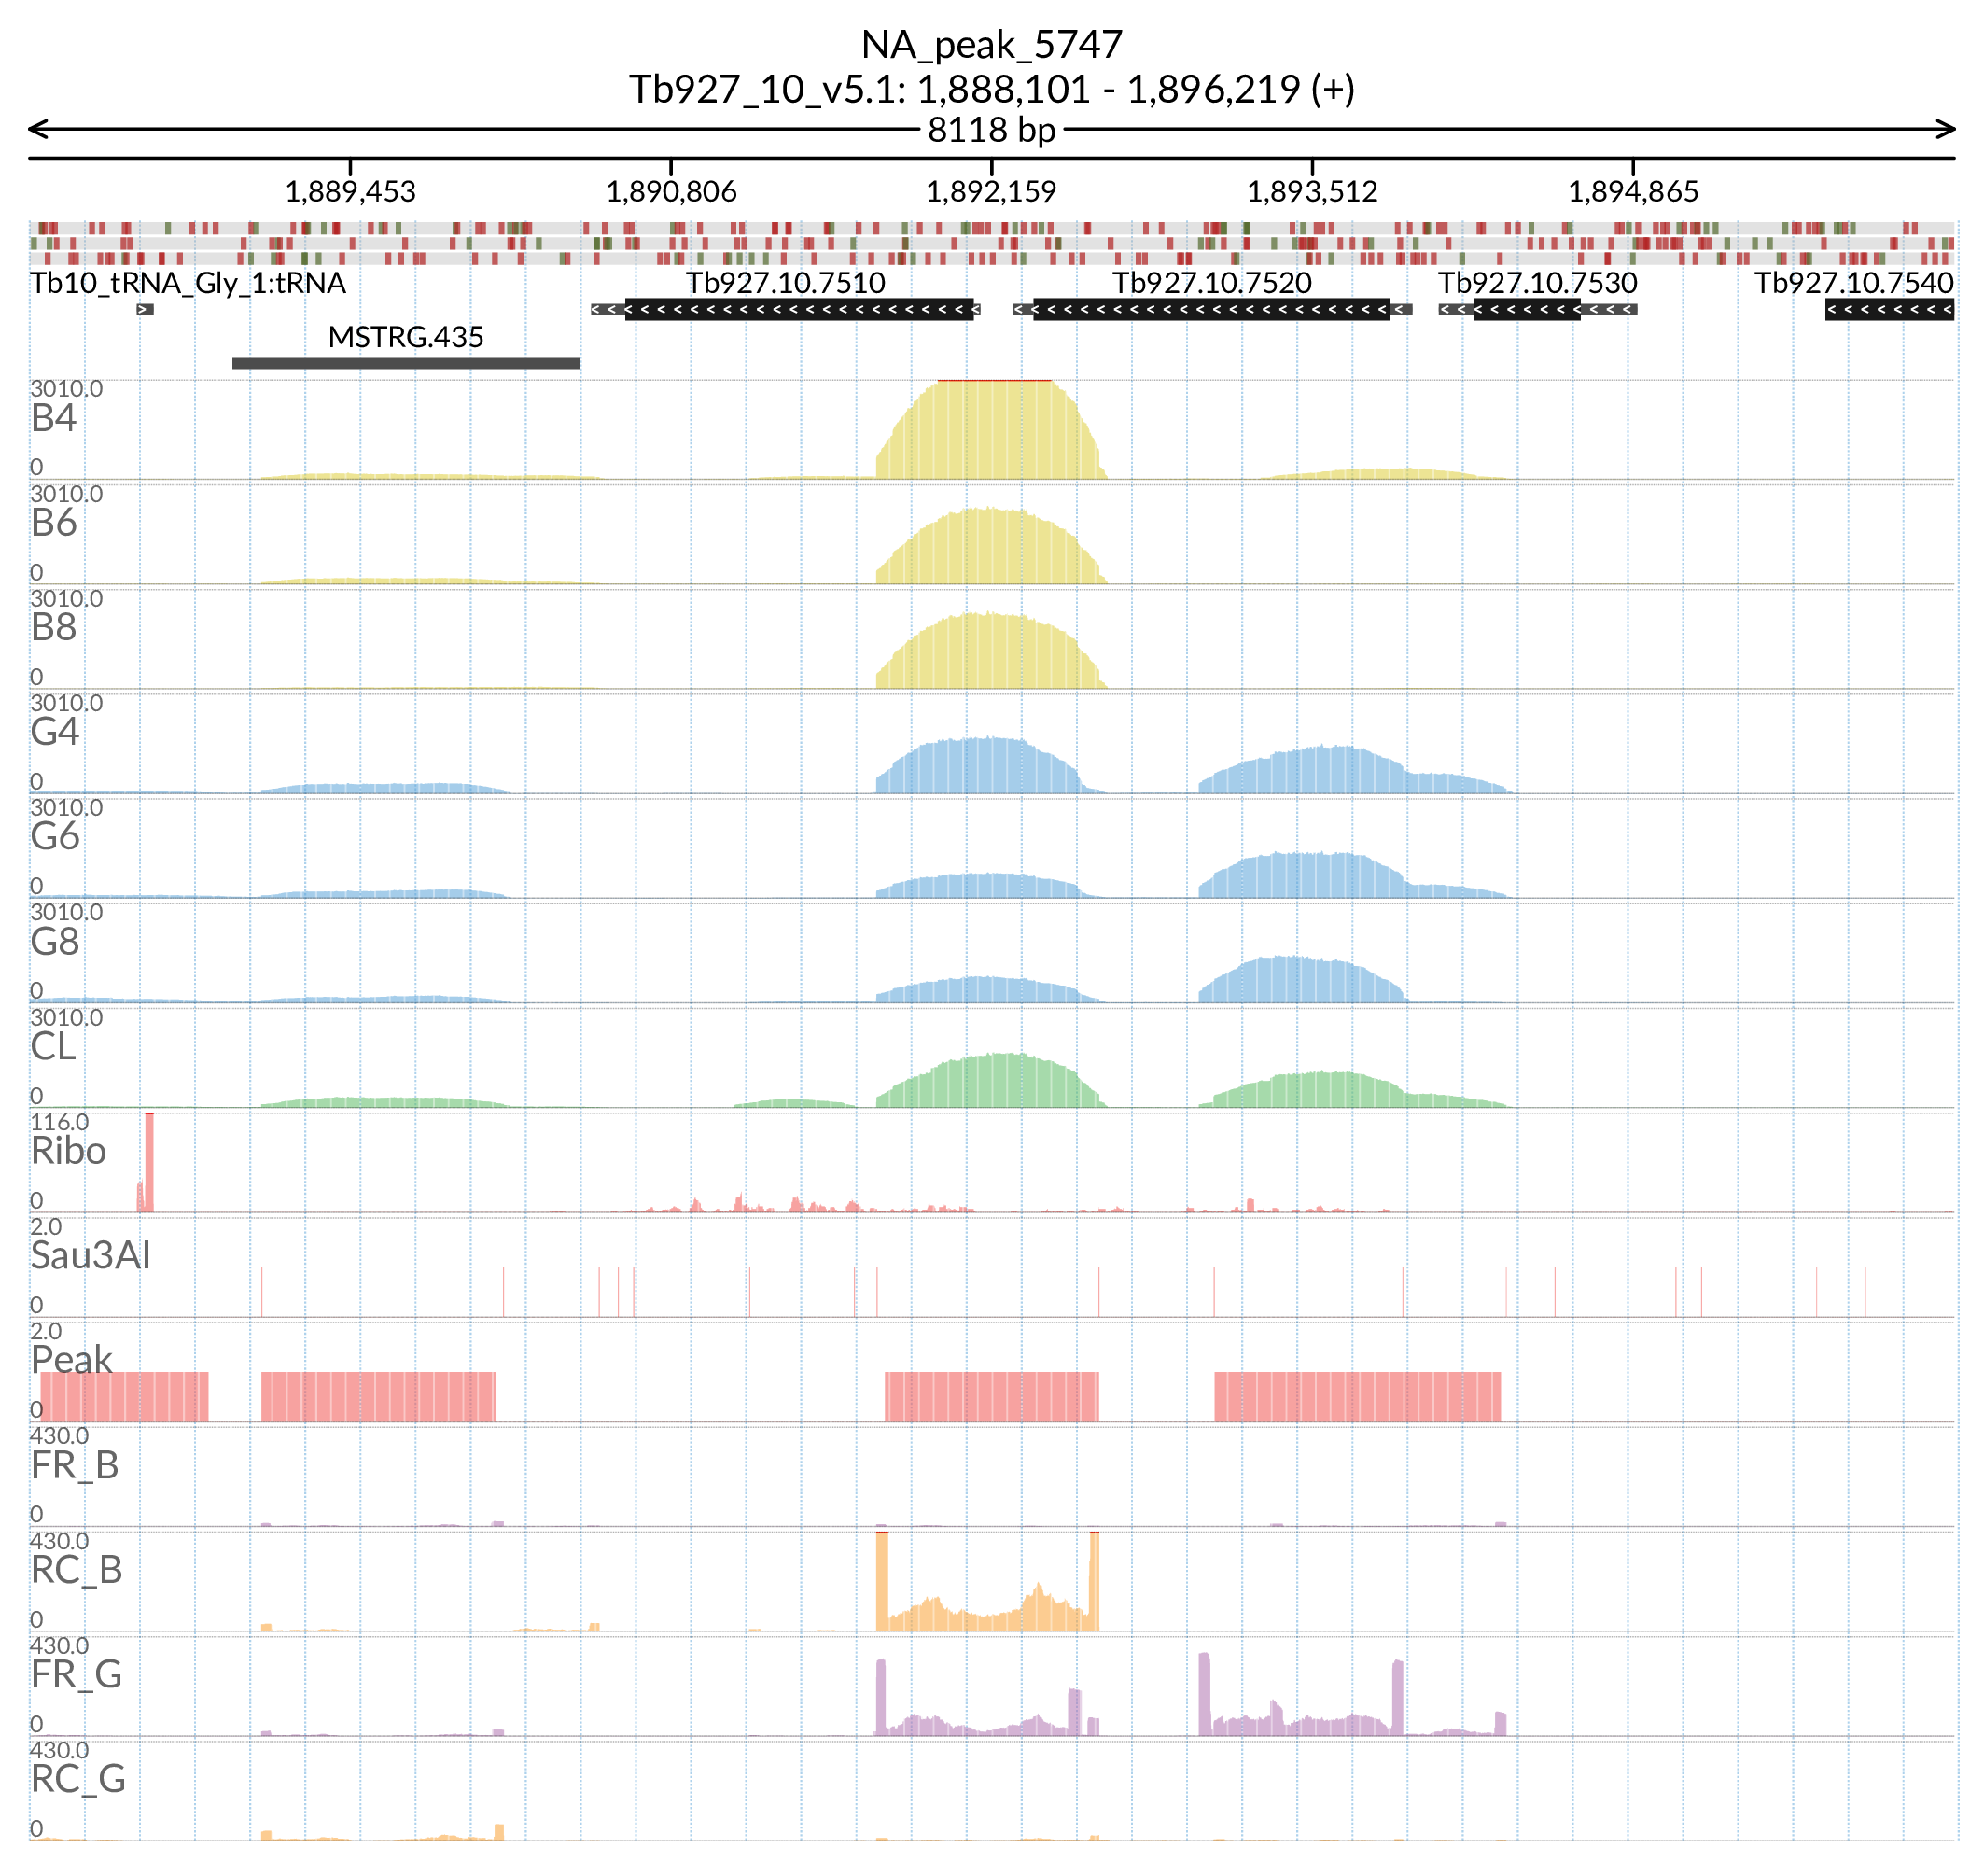 NA_peak_5747
Tb927_10_v5.1: 1,888,101 - 1,896,219 (+)
8118 bp
1,889,453 1,890,806 1,892,159 1,893,512 1,894,865
Tb10_tRNA_Gly_1:tRNA Tb927.10.7510 Tb927.10.7520 Tb927.10.7530 Tb927.10.7540
MSTRG.435
3010.0
B4
0
3010.0
B6
0
3010.0
B8
0
3010.0
G4
0
3010.0
G6
0
3010.0
G8
0
3010.0
CL
0
116.0
Ribo
0
2.0
Sau3AI
0
2.0
Peak
0
430.0
FR_B
0
430.0
RC_B
0
430.0
FR_G
0
430.0
RC_G
0